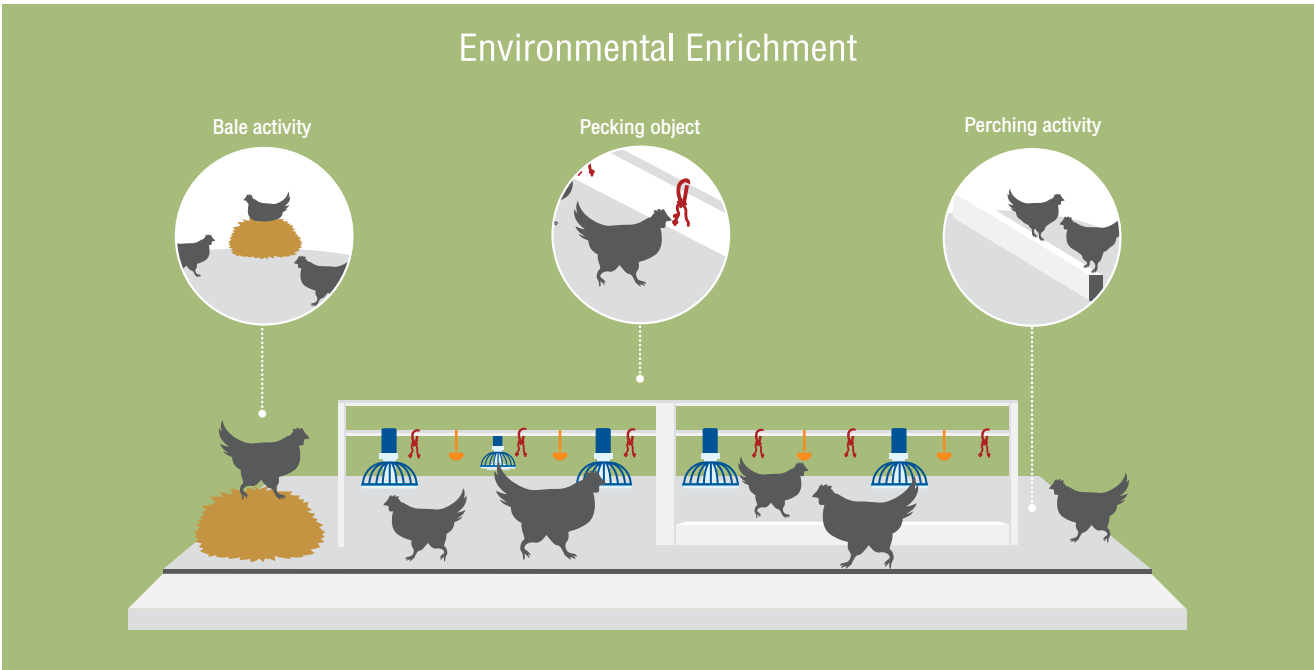 Environmental Enrichment
Bale activity
Pecking object
Perching activity